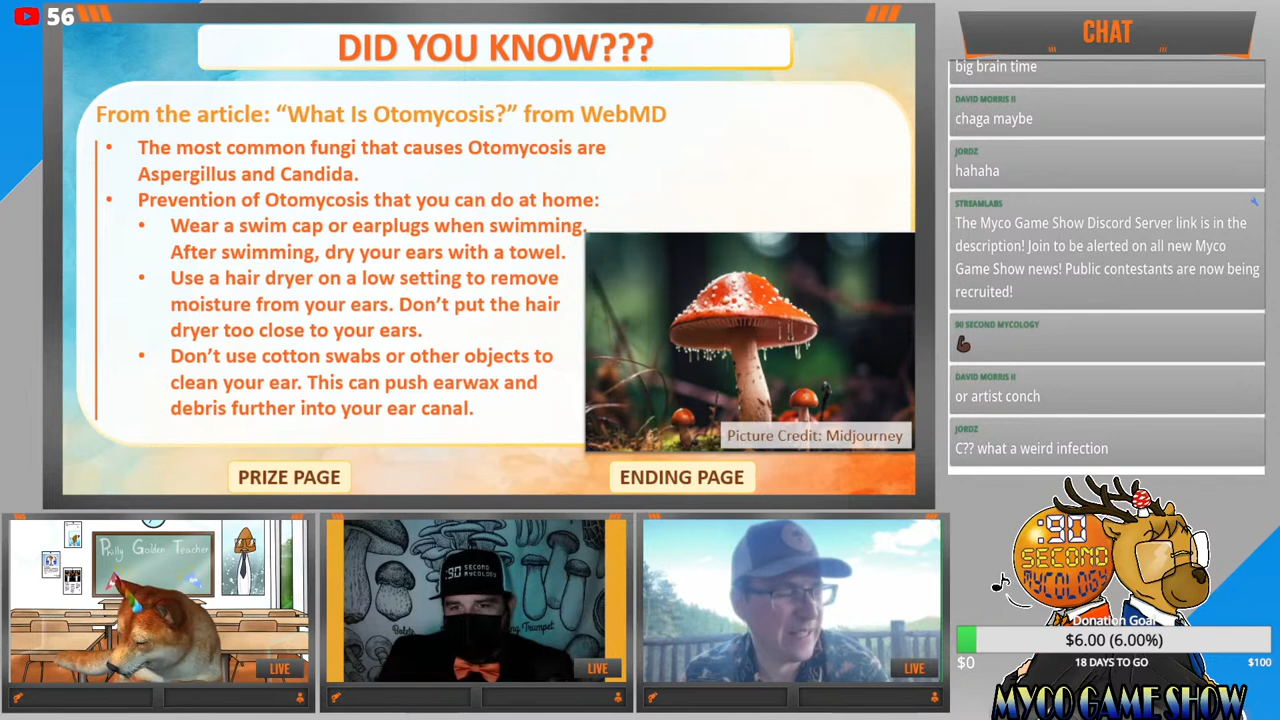 56
DID YOU KNOW???
From the article: “What Is Otomycosis?” from WebMD
• The most common fungi that causes Otomycosis are
Aspergillus and Candida.
• Prevention of Otomycosis that you can do at home:
• Wear a swim cap or earplugs when swimming.
After swimming, dry your ears with a towel.
• Use a hair dryer on a low setting to remove
moisture from your ears. Don’t put the hair
dryer too close to your ears.
• Don’t use cotton swabs or other objects to
clean your ear. This can push earwax and
debris further into your ear canal.
Picture Credit: Midjourney
PRIZE PAGE
ENDING PAGE
CHAT
big brain time
DAVID MORRIS II
chaga maybe
JORDZ
hahaha
STREAMLABS
The Myco Game Show Discord Server link is in the
description! Join to be alerted on all new Myco
Game Show news! Public contestants are now being
recruited!
90 SECOND MYCOLOGY
DAVID MORRIS II
or artist conch
JORDZ
C?? what a weird infection
Philly Golden Teacher
LIVE
:90 SECOND
MYCOLOGY
LIVE
LIVE
:90
SECOND
MYCOLOGY
Donation Goal
$6.00 (6.00%)
$0
18 DAYS TO GO
$100
MYCO GAME SHOW